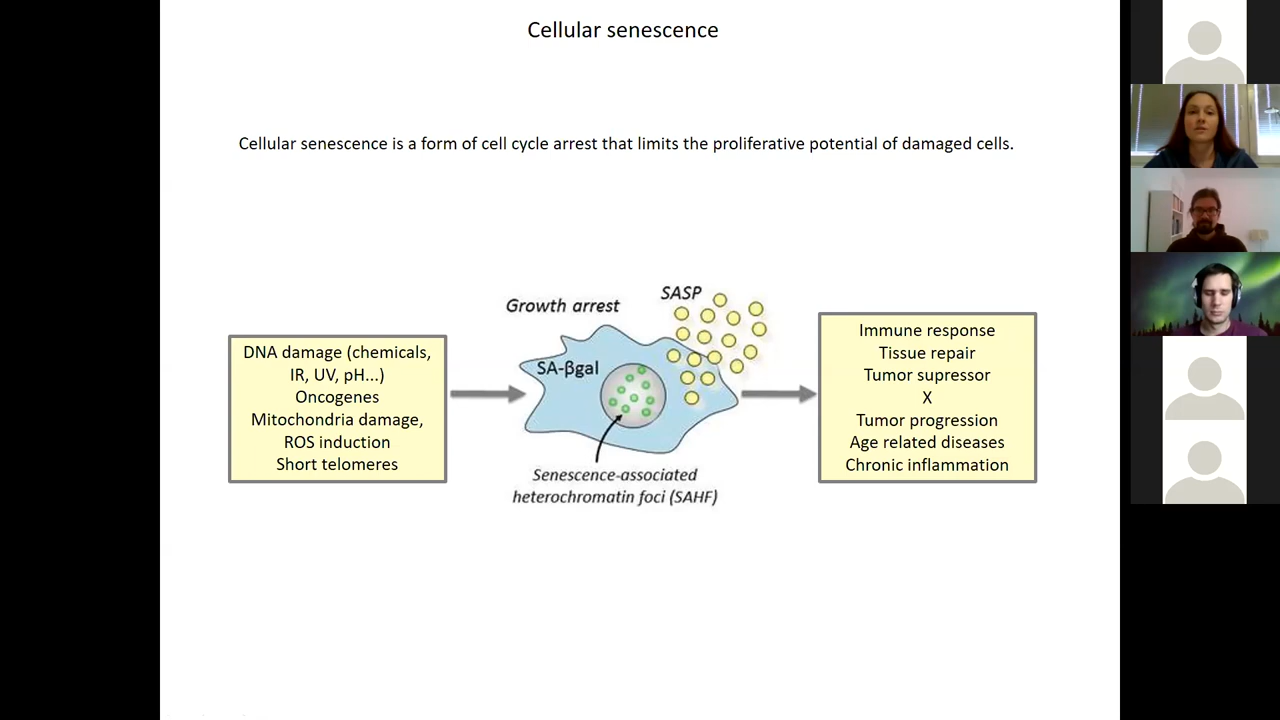 Cellular senescence
Cellular senescence is a form of cell cycle arrest that limits the proliferative potential of damaged cells.
DNA damage (chemicals,
IR, UV, pH...)
Oncogenes
Mitochondria damage,
ROS induction
Short telomeres
Growth arrest
SASP
SA-βgal
Senescence-associated
heterochromatin foci (SAHF)
Immune response
Tissue repair
Tumor supressor
X
Tumor progression
Age related diseases
Chronic inflammation